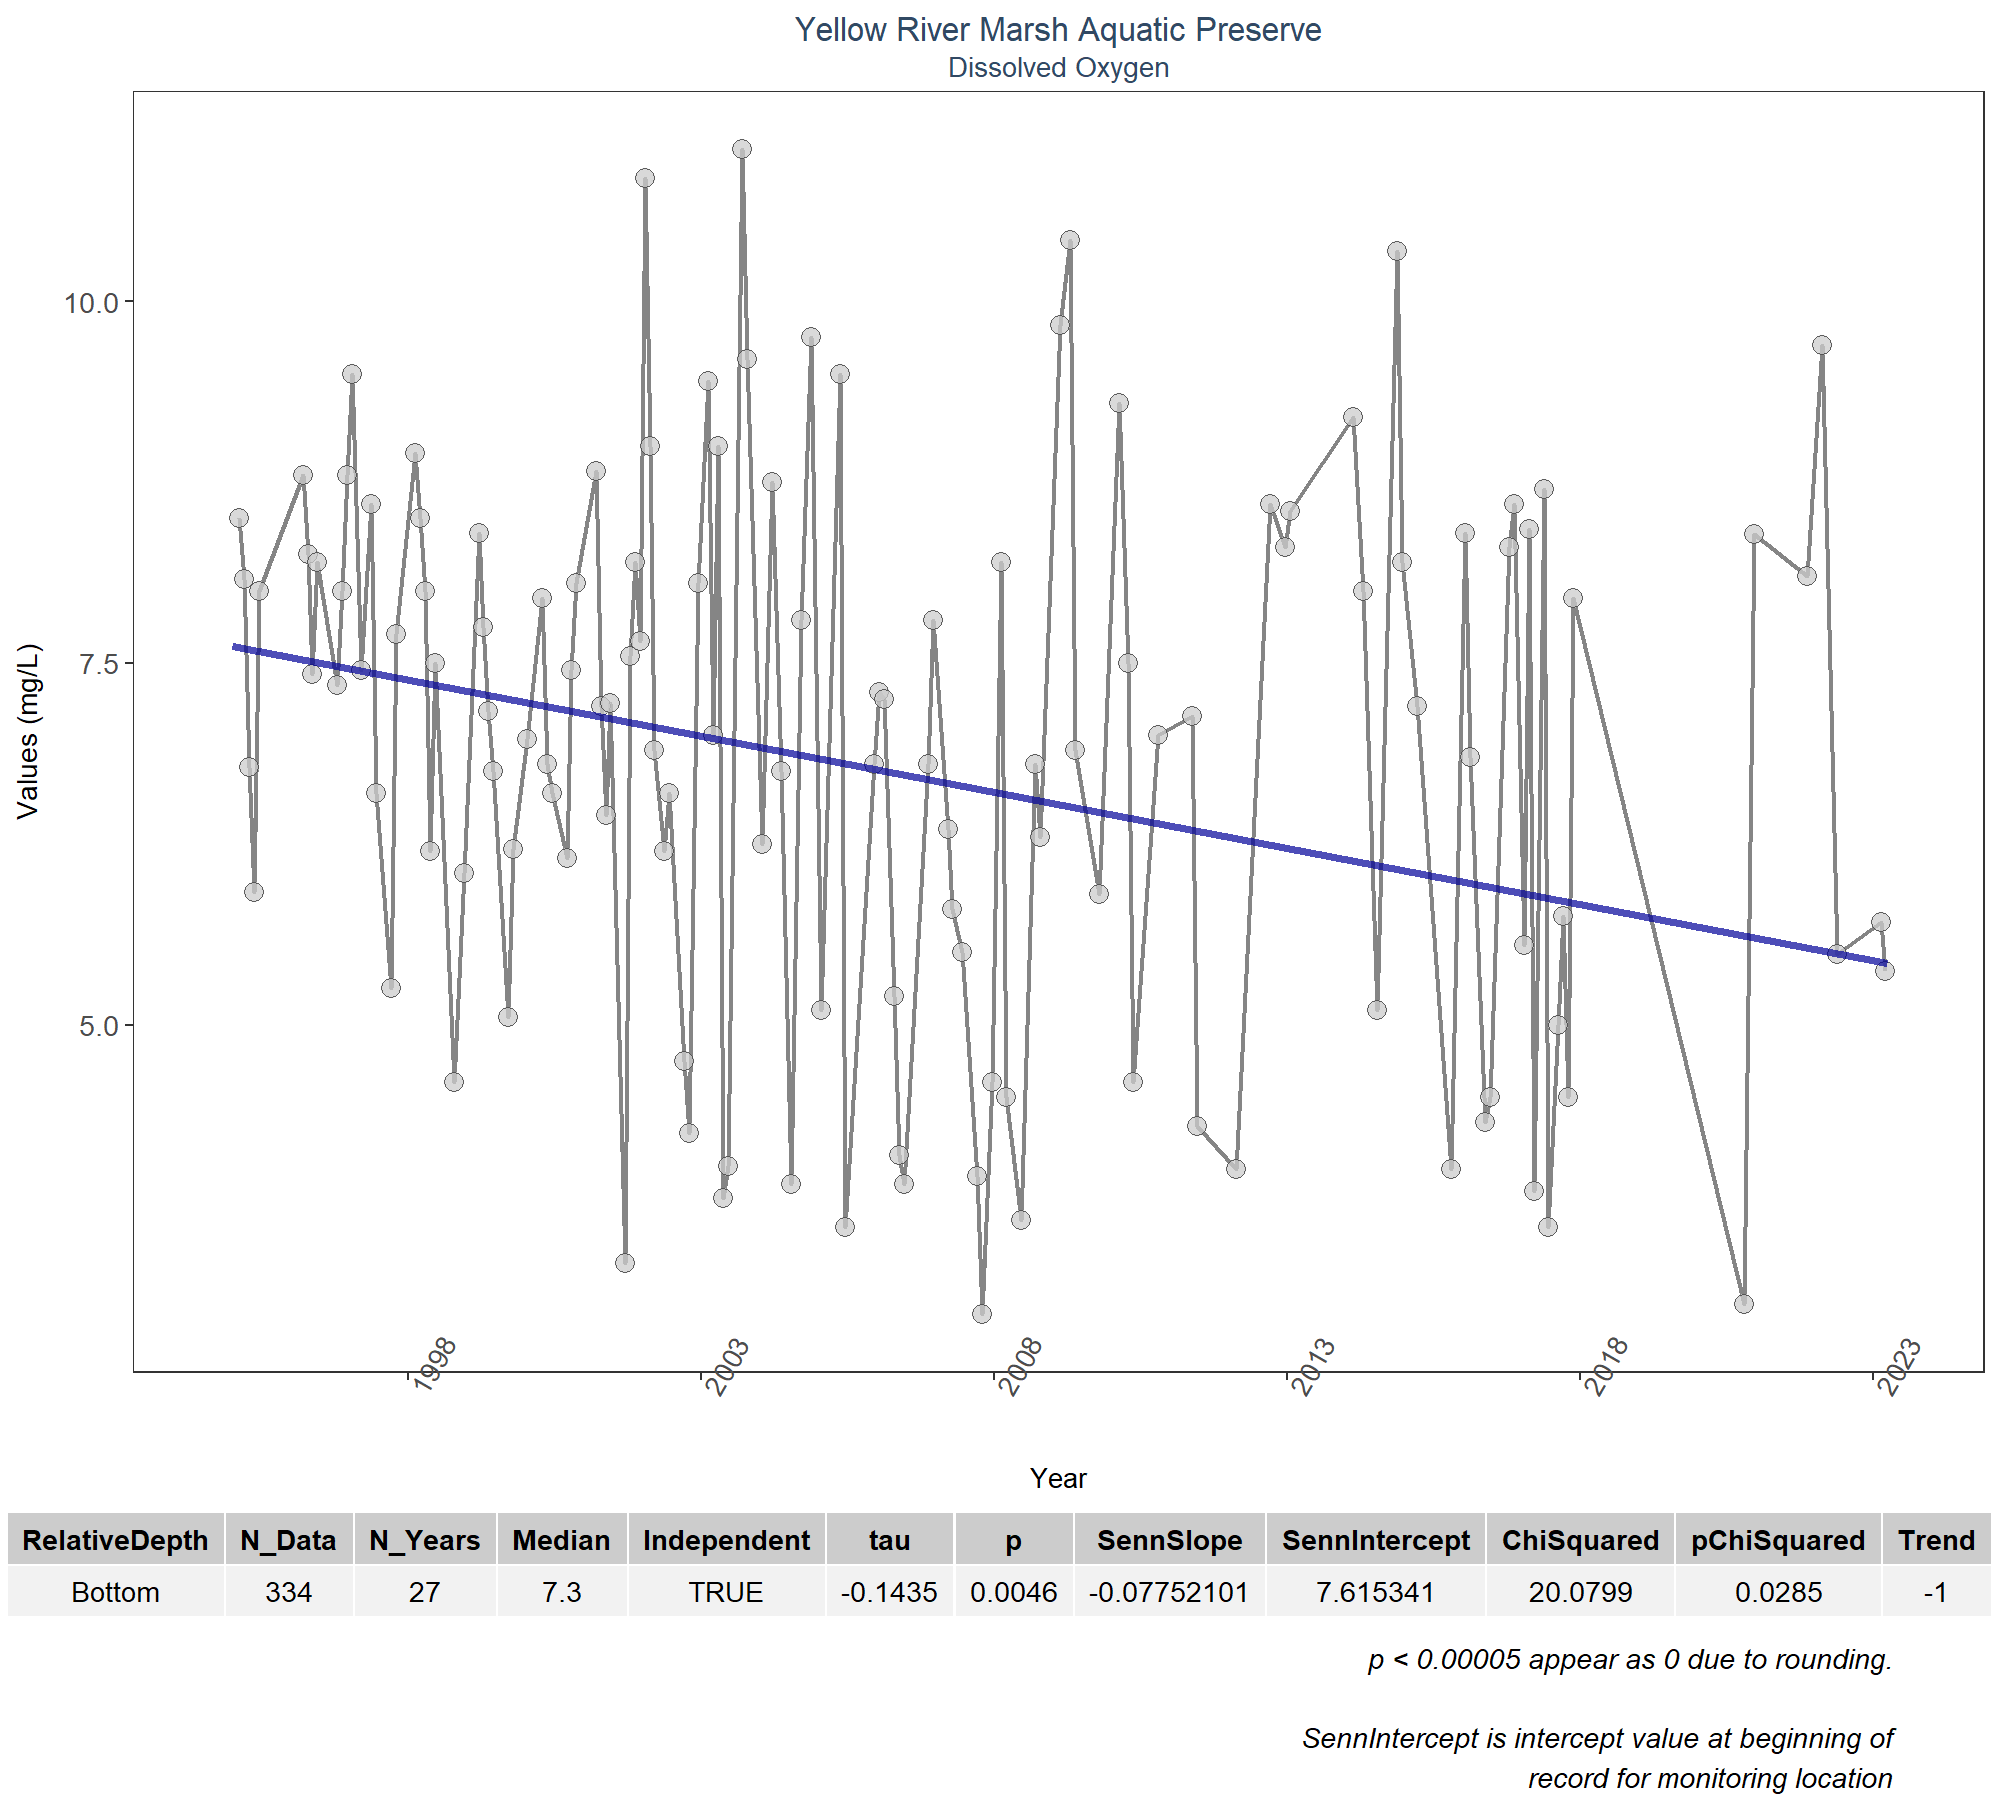 Yellow River Marsh Aquatic Preserve
Dissolved Oxygen
10.0
7.5
5.0
Values (mg/L)
1998 2003 2008 2013 2018 2023
Year
RelativeDepth N_Data N_Years Median Independent tau p SennSlope SennIntercept ChiSquared pChiSquared Trend
Bottom 334 27 7.3 TRUE -0.1435 0.0046 -0.07752101 7.615341 20.0799 0.0285 -1
p < 0.00005 appear as 0 due to rounding.
SennIntercept is intercept value at beginning of
record for monitoring location